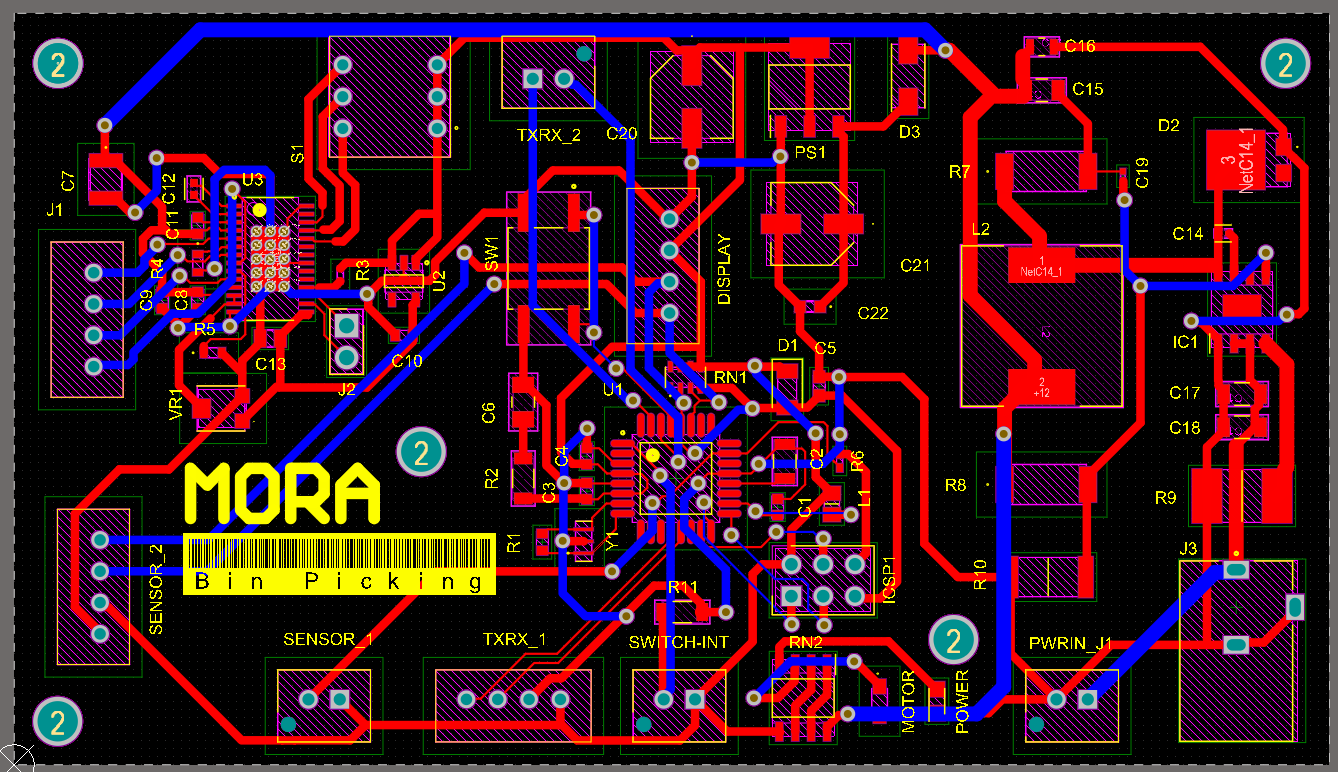 2
2
C16
C15
TXRX_2
C20
D3
D2
PS1
S1
3
NetC14_1
C7
C12
U3
R7
C19
J1
C11
L2
C14
SW1
DISPLAY
R4
R3
U2
C21
1
NetC14_1
C9
C8
C22
L2
R5
C13
C10
J2
D1
C5
IC1
RN1
U1
2
+12
C17
VR1
C6
C18
2
C4
C2
R6
MORA
R2
C3
C1
L1
R8
R9
R1
Y1
J3
Bin Picking
SENSOR_2
R11
ICSP1
R10
SENSOR_1
TXRX_1
SWITCH-INT
RN2
2
PWRIN_J1
MOTOR
POWER
2